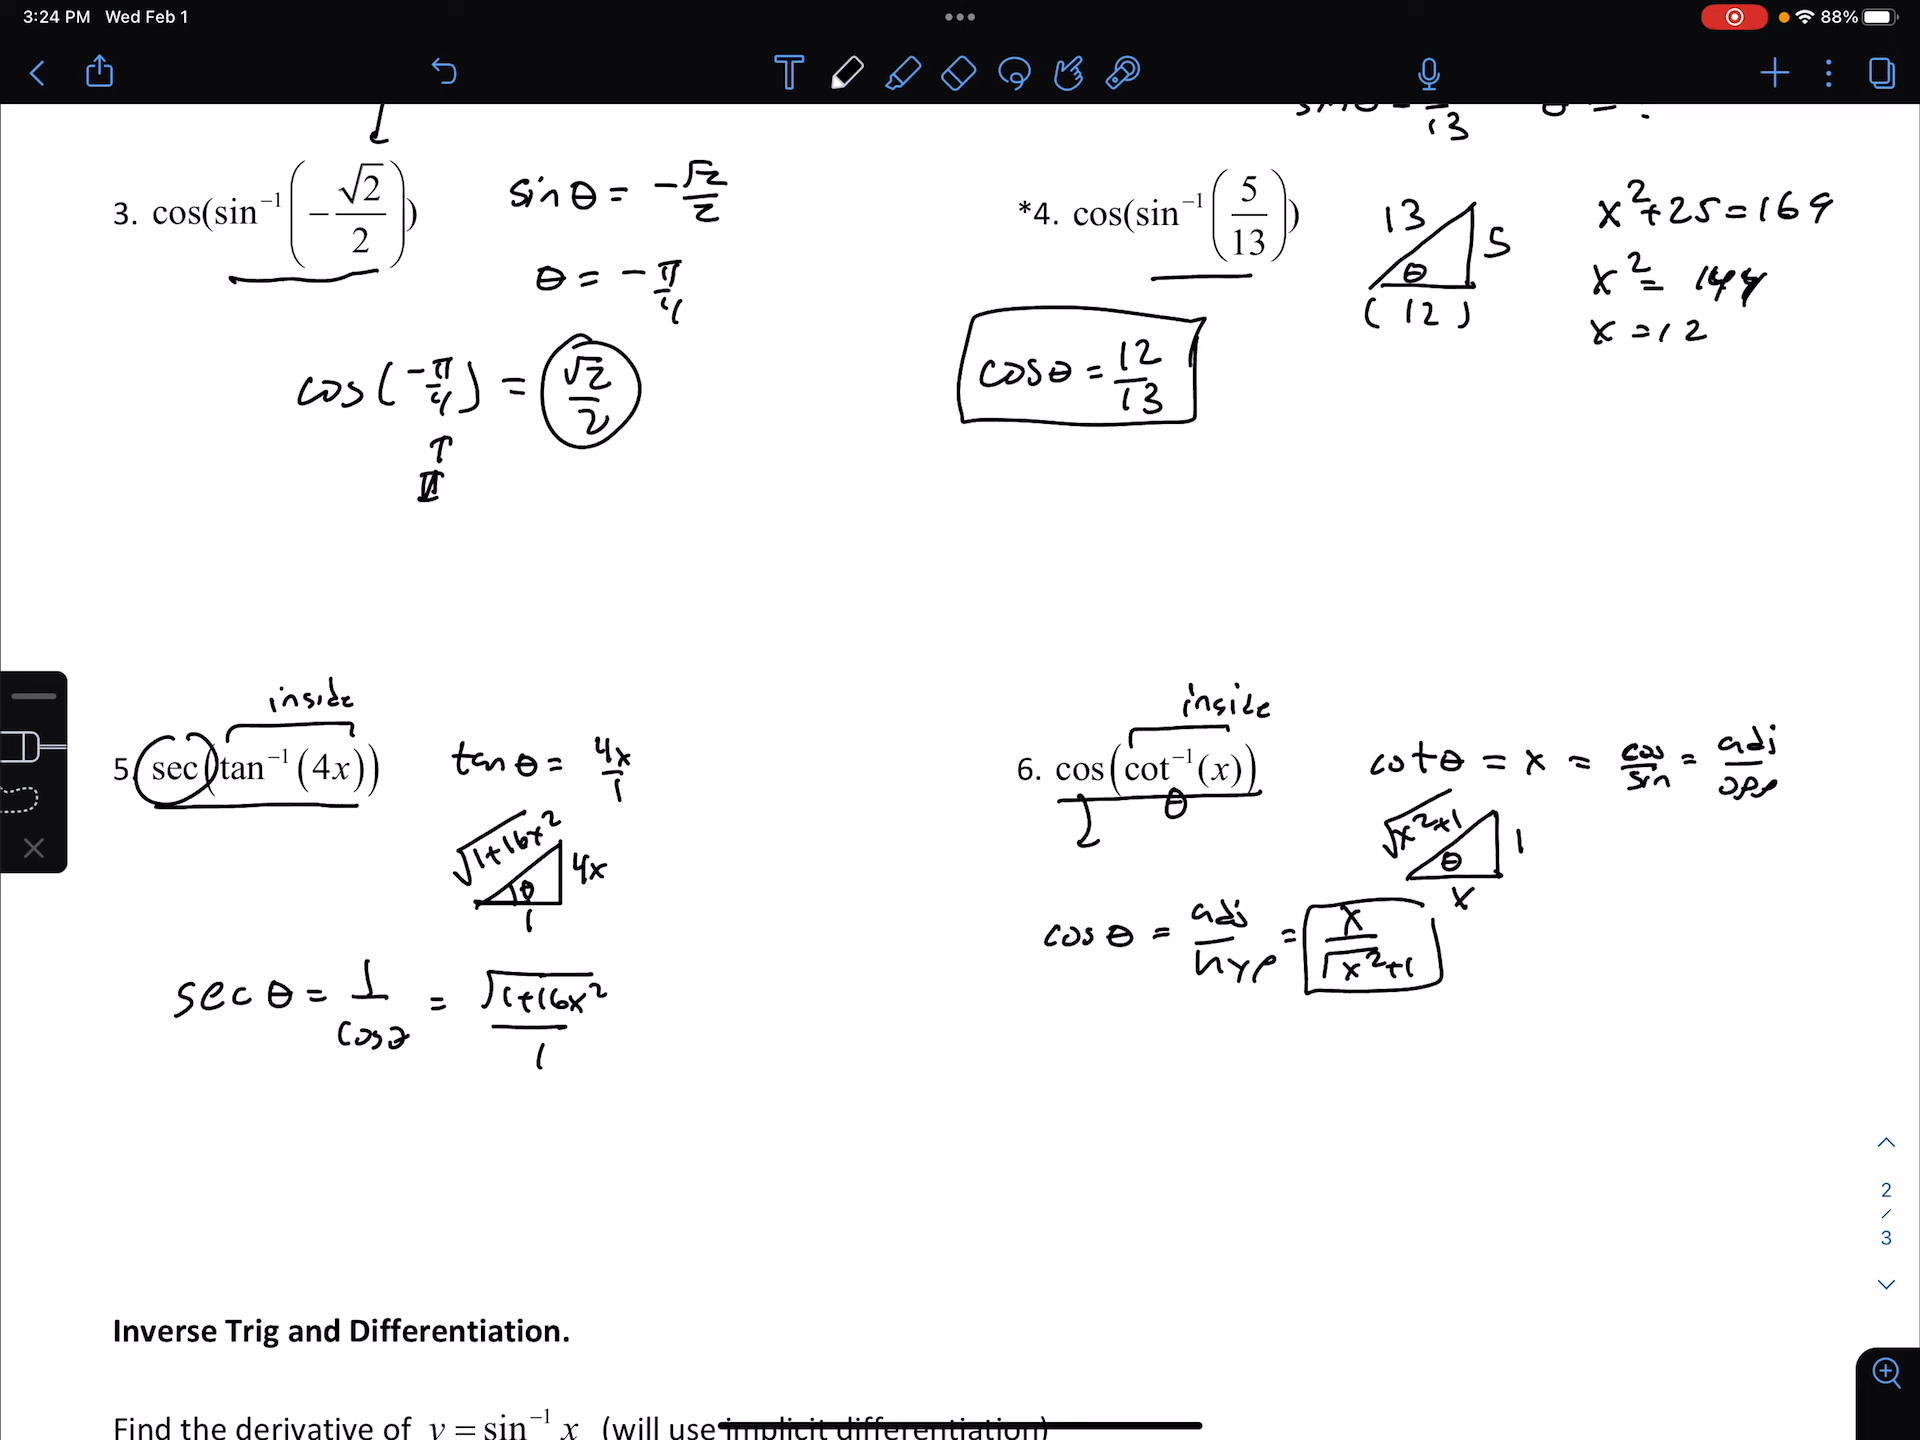 3:24 PM Wed Feb 1
88%
13
3. cos(sin⁻¹(−√2/2))
sin θ = −√2/2
θ = −π/4
cos(−π/4) = √2/2
*4. cos(sin⁻¹(5/13))
13
5
θ
(12)
x² + 25 = 169
x² = 144
x = 12
cos θ = 12/13
inside
5. sec(tan⁻¹(4x))
tan θ = 4x/1
√1+16x²
4x
θ
1
sec θ = 1/cos θ = √1+16x²/1
inside
6. cos(cot⁻¹(x))
θ
cot θ = x = cos/sin = adj/opp
√x²+1
1
θ
x
cos θ = adj/hyp = x/√x²+1
2
/
3
Inverse Trig and Differentiation.
Find the derivative of y = sin⁻¹ x (will use implicit differentiation)